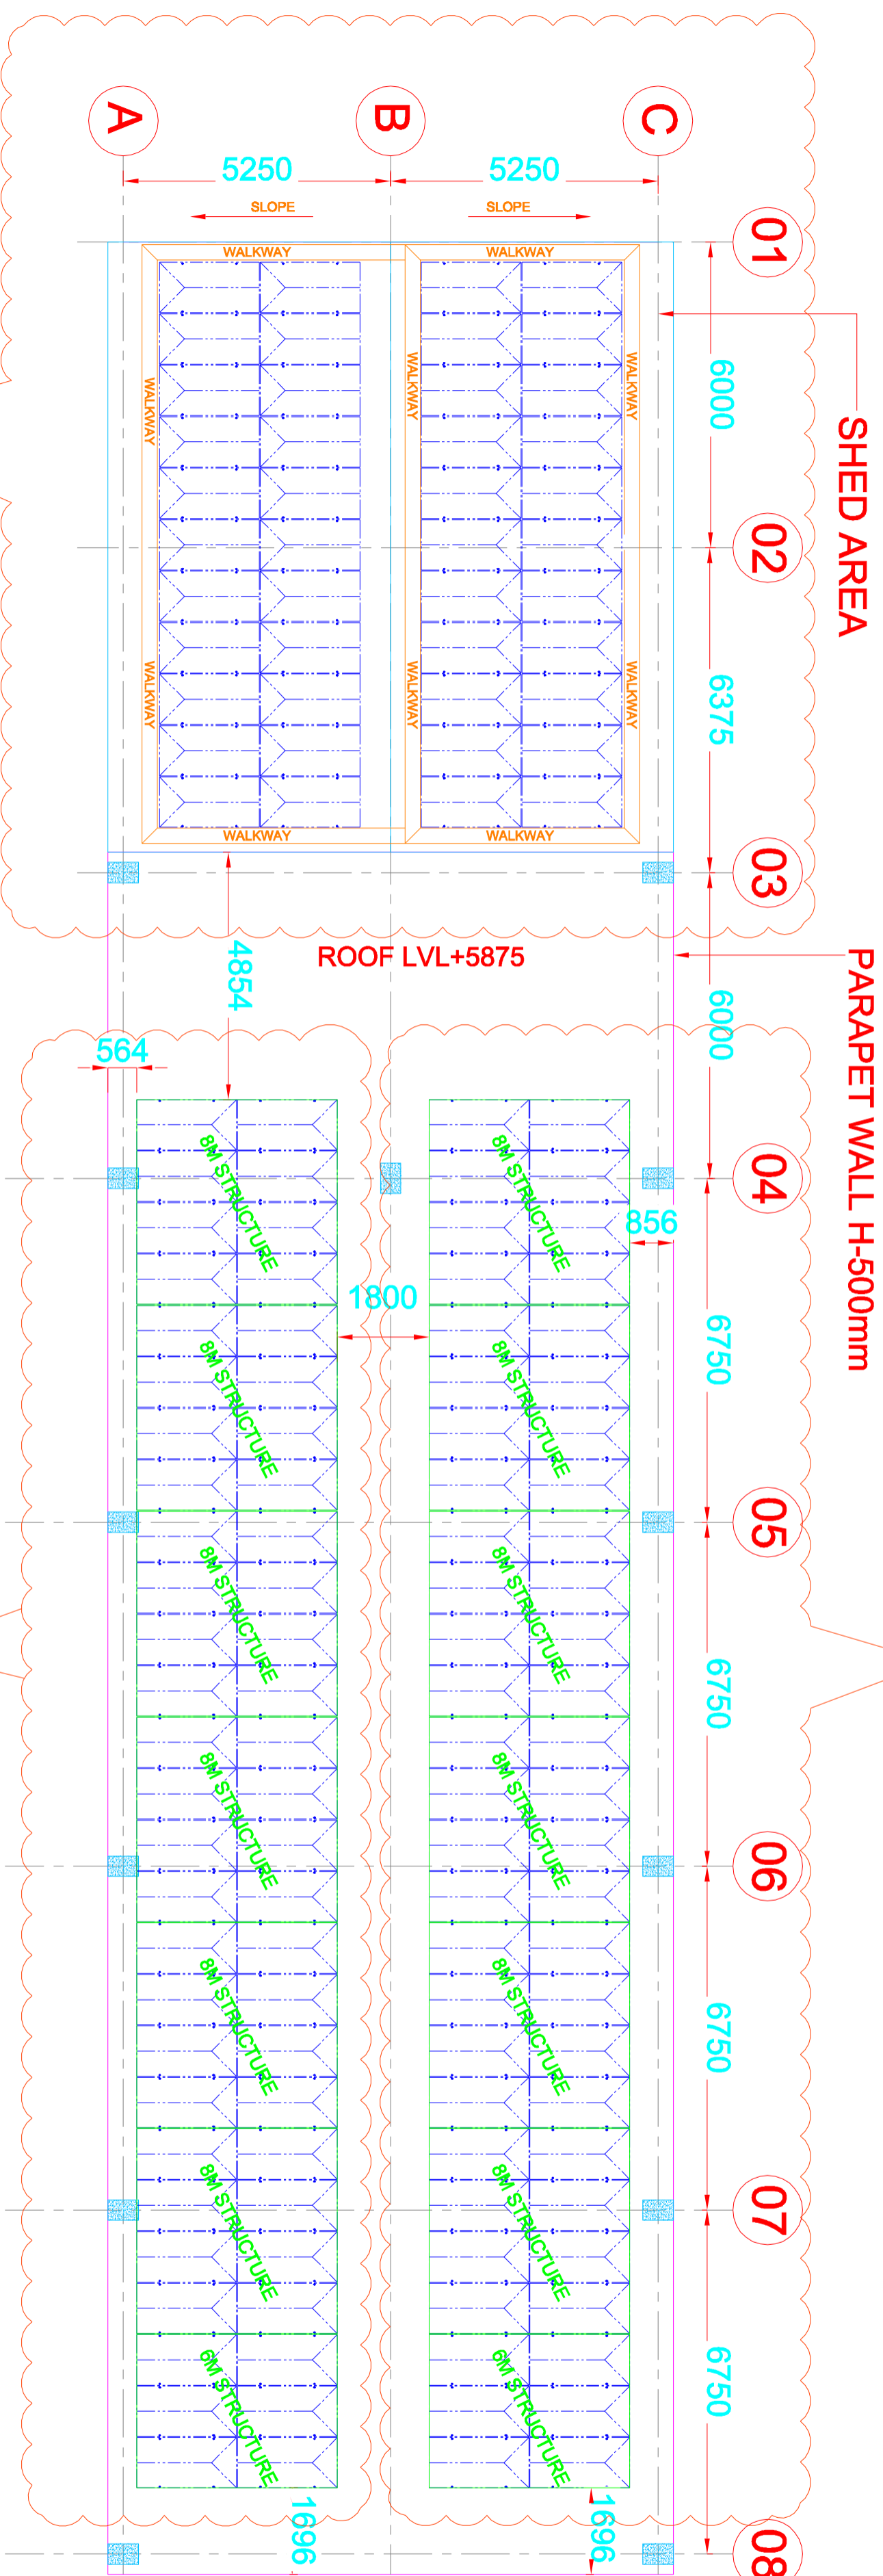 SHED AREA
PARAPET WALL H-500mm
01
02
03
04
05
06
07
08
6000
6375
6000
6750
6750
6750
6750
C
B
A
5250
5250
SLOPE
SLOPE
WALKWAY
WALKWAY
WALKWAY
WALKWAY
WALKWAY
WALKWAY
WALKWAY
WALKWAY
WALKWAY
WALKWAY
ROOF LVL+5875
4854
564
856
1800
8M STRUCTURE
8M STRUCTURE
8M STRUCTURE
8M STRUCTURE
8M STRUCTURE
8M STRUCTURE
6M STRUCTURE
8M STRUCTURE
8M STRUCTURE
8M STRUCTURE
8M STRUCTURE
8M STRUCTURE
8M STRUCTURE
6M STRUCTURE
1696
1696